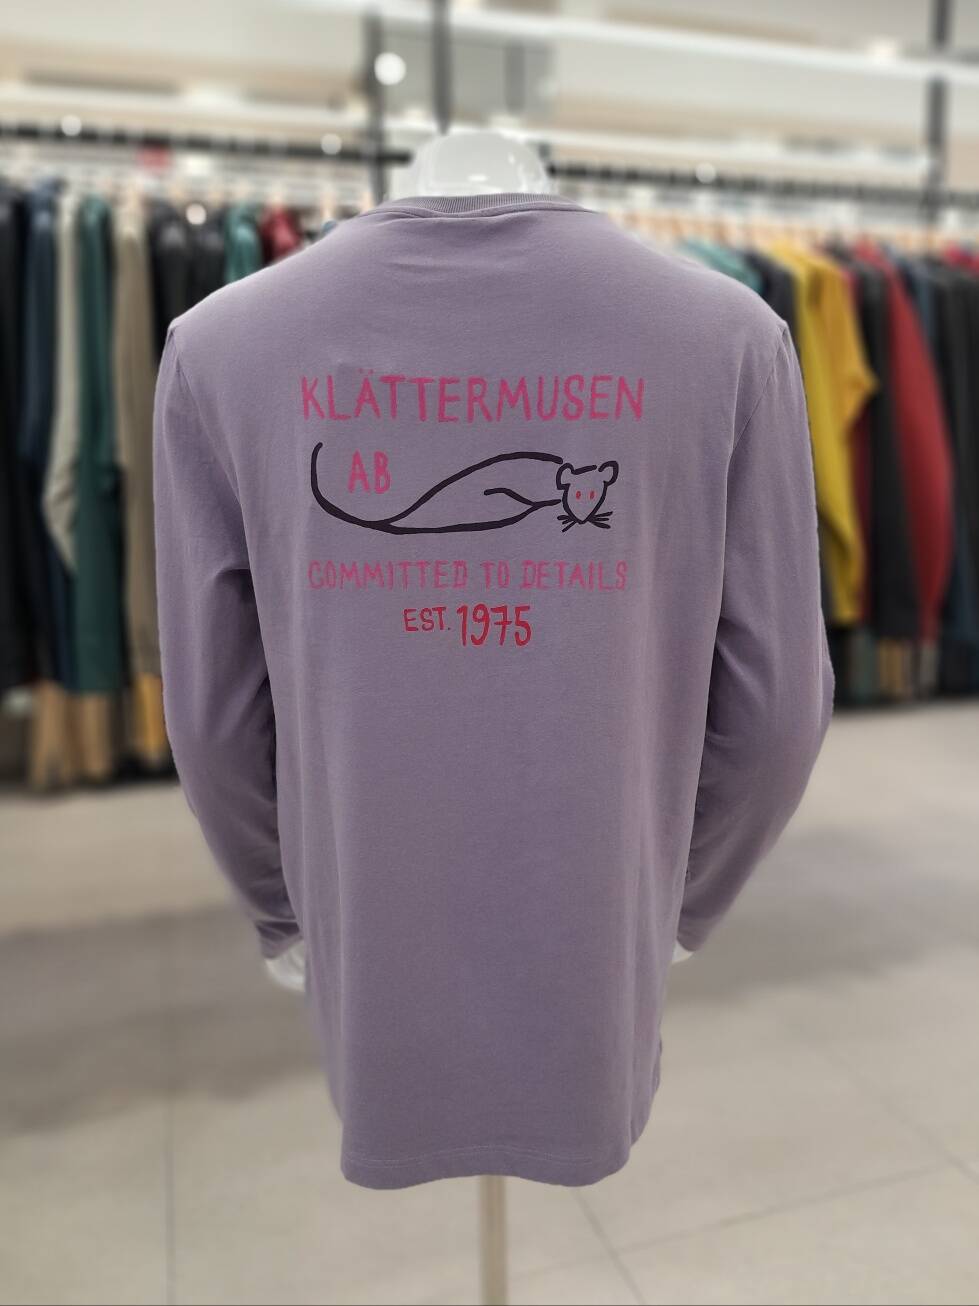 KLÄTTERMUSEN
AB
COMMITTED TO DETAILS
EST. 1975